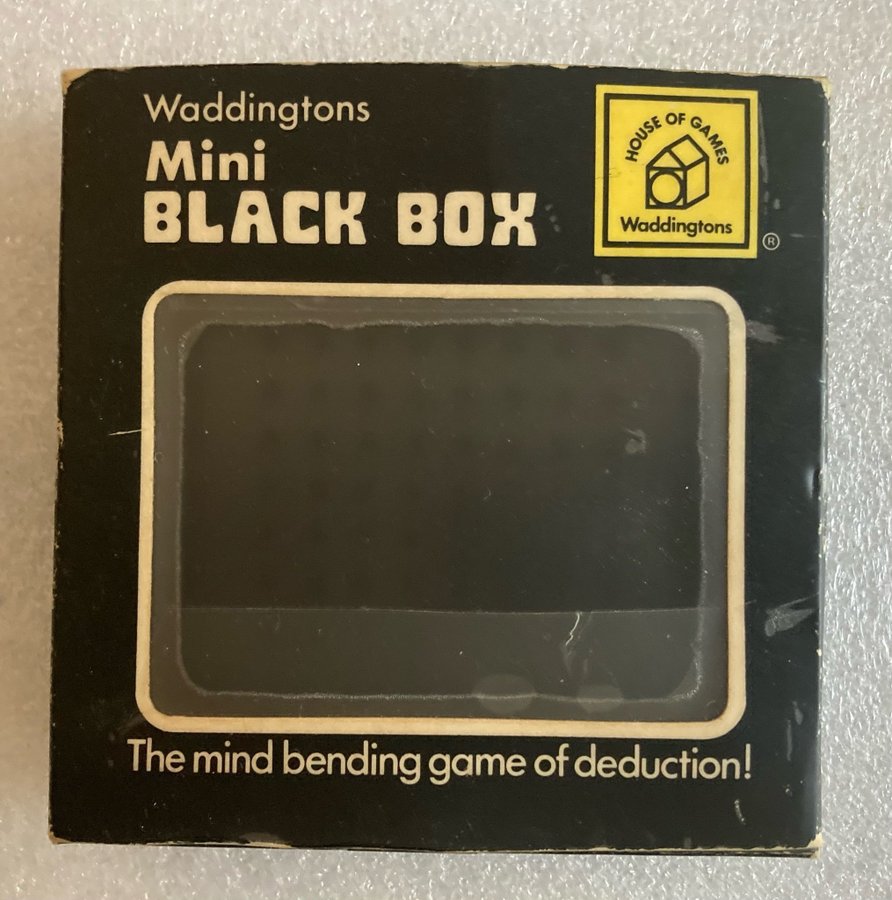 Waddingtons
Mini
BLACK BOX
HOUSE OF GAMES
Waddingtons
®
The mind bending game of deduction!